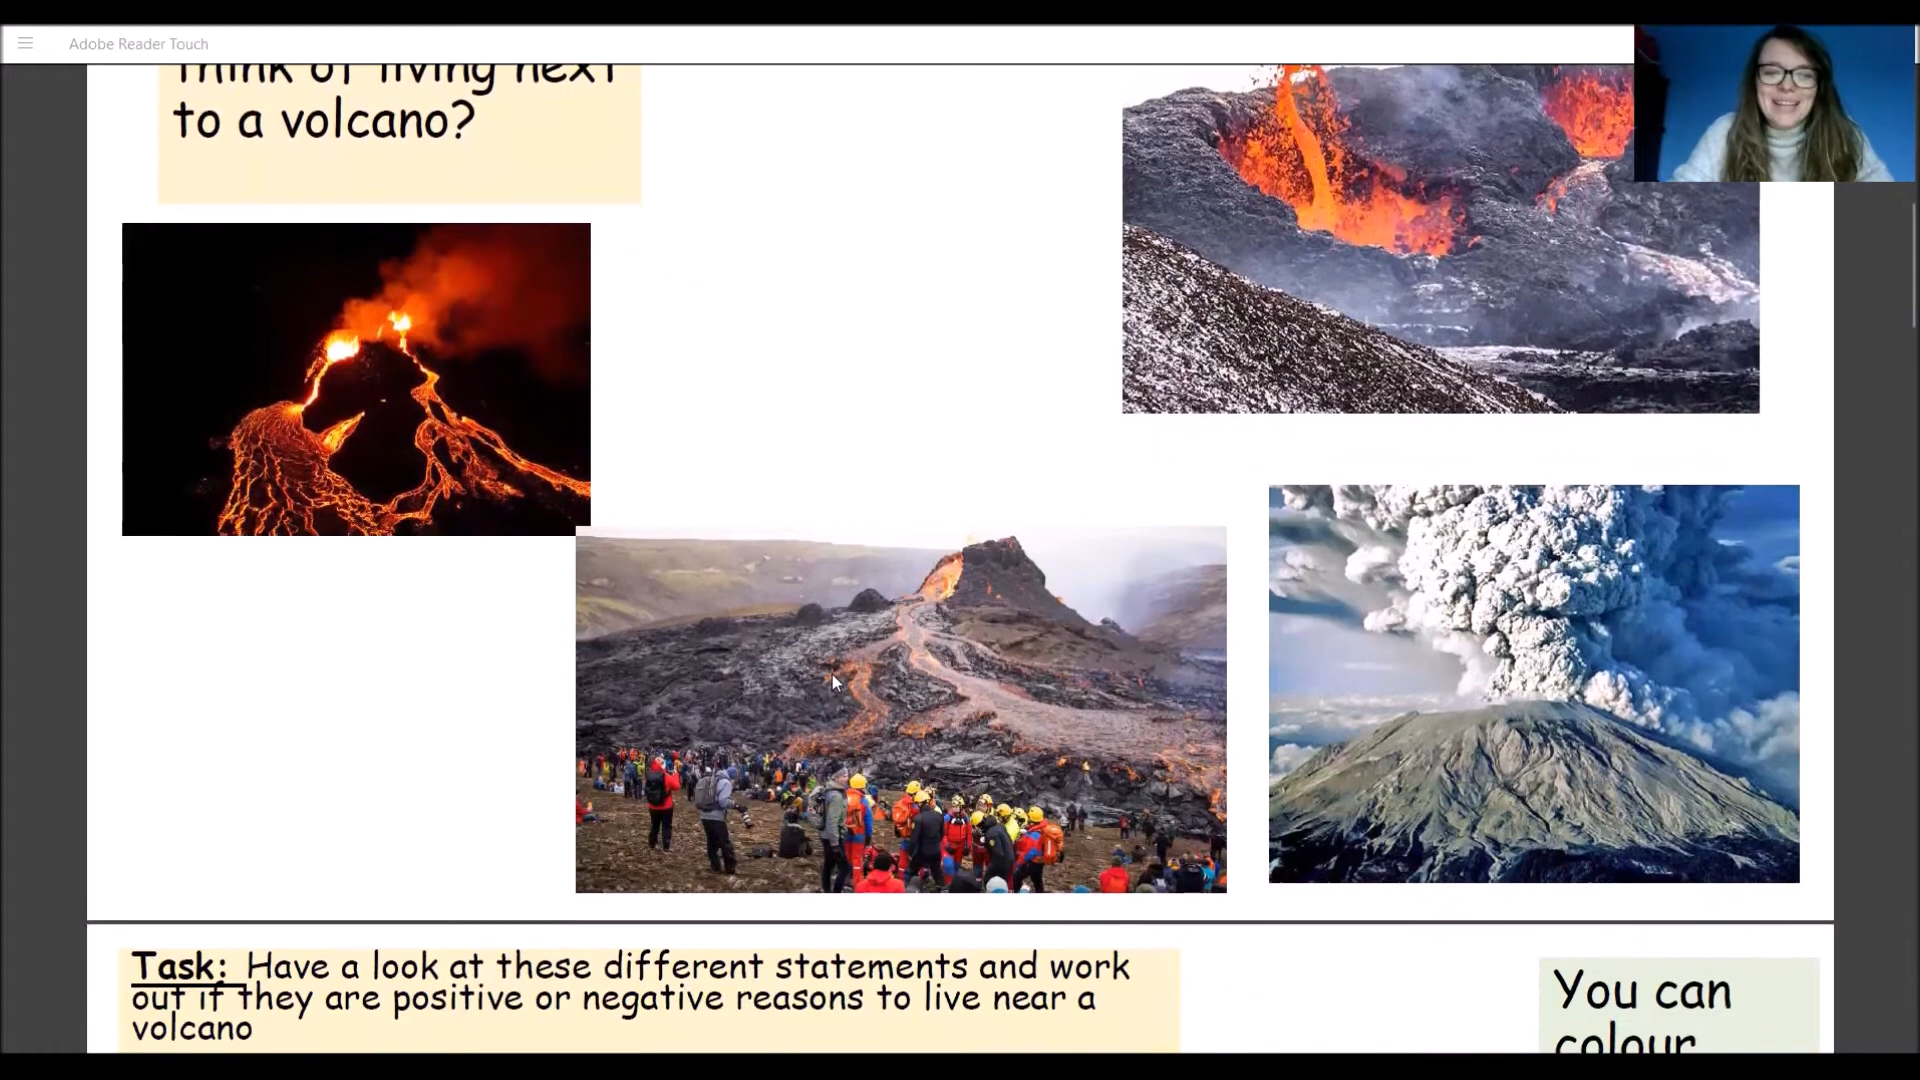 Adobe Reader Touch
think of living next
to a volcano?
Task: Have a look at these different statements and work
out if they are positive or negative reasons to live near a
volcano
You can
colour